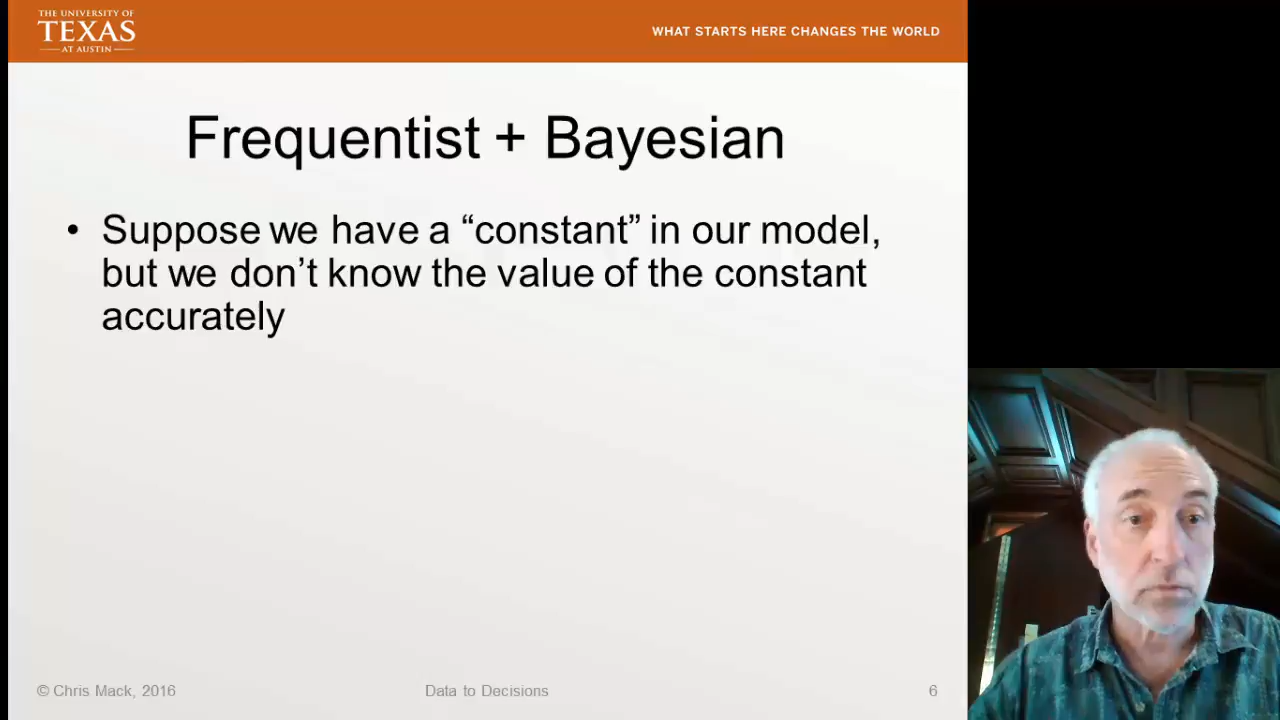 THE UNIVERSITY OF
TEXAS
AT AUSTIN
WHAT STARTS HERE CHANGES THE WORLD
Frequentist + Bayesian
• Suppose we have a “constant” in our model,
but we don’t know the value of the constant
accurately
© Chris Mack, 2016
Data to Decisions
6